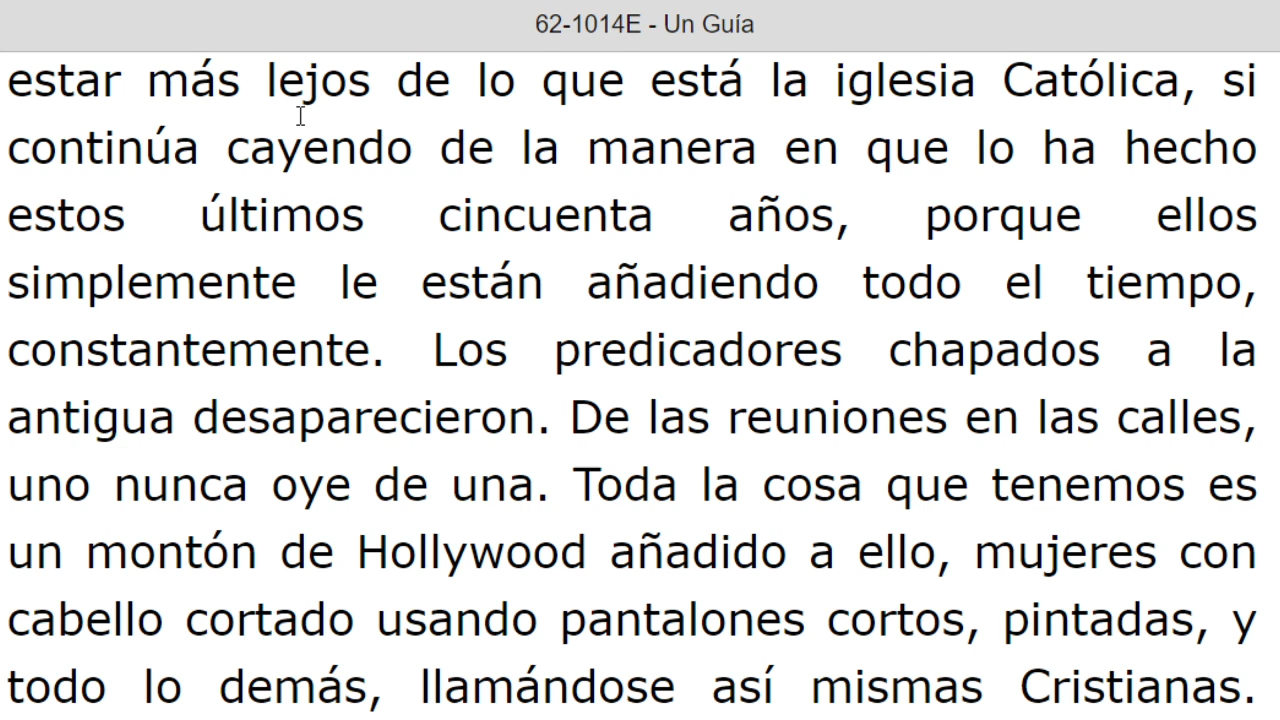 62-1014E - Un Guía
estar más lejos de lo que está la iglesia Católica, si
continúa cayendo de la manera en que lo ha hecho
estos últimos cincuenta años, porque ellos
simplemente le están añadiendo todo el tiempo,
constantemente. Los predicadores chapados a la
antigua desaparecieron. De las reuniones en las calles,
uno nunca oye de una. Toda la cosa que tenemos es
un montón de Hollywood añadido a ello, mujeres con
cabello cortado usando pantalones cortos, pintadas, y
todo lo demás, llamándose así mismas Cristianas.